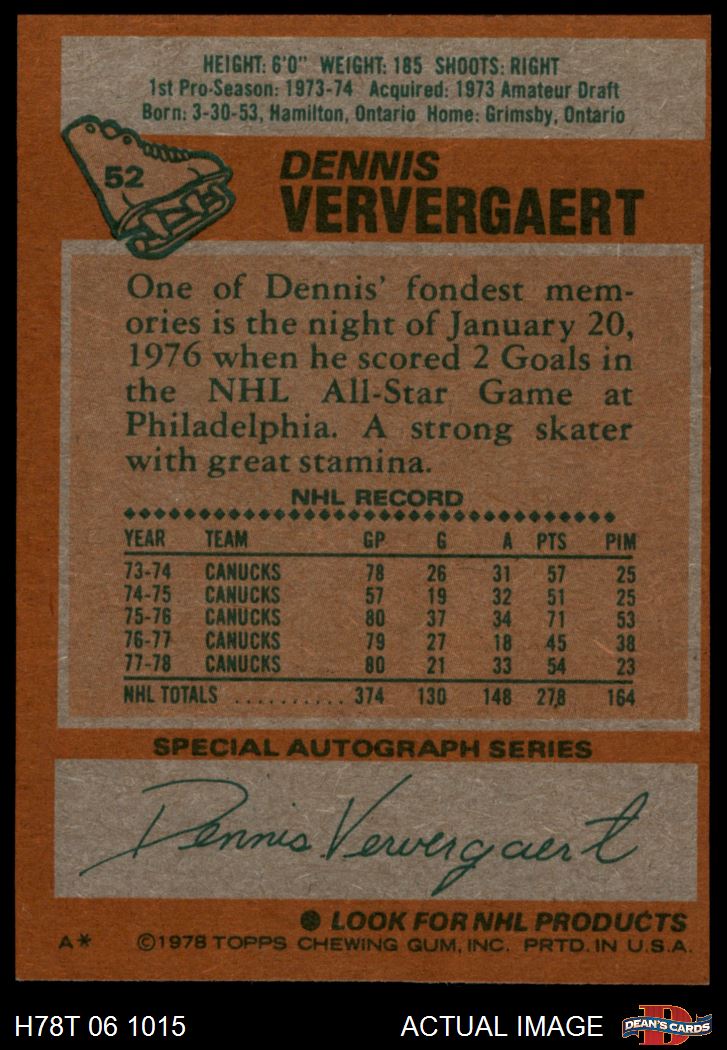 HEIGHT: 6'0" WEIGHT: 185 SHOOTS: RIGHT
1st Pro-Season: 1973-74 Acquired: 1973 Amateur Draft
Born: 3-30-53, Hamilton, Ontario Home: Grimsby, Ontario
52
DENNIS
VERVERGAERT
One of Dennis' fondest mem-
ories is the night of January 20,
1976 when he scored 2 Goals in
the NHL All-Star Game at
Philadelphia. A strong skater
with great stamina.
NHL RECORD
YEAR TEAM GP G A PTS PIM
73-74 CANUCKS 78 26 31 57 25
74-75 CANUCKS 57 19 32 51 25
75-76 CANUCKS 80 37 34 71 53
76-77 CANUCKS 79 27 18 45 38
77-78 CANUCKS 80 21 33 54 23
NHL TOTALS .......... 374 130 148 278 164
SPECIAL AUTOGRAPH SERIES
Dennis Ververgaert
LOOK FOR NHL PRODUCTS
A* ©1978 TOPPS CHEWING GUM, INC. PRTD. IN U.S.A.
H78T 06 1015 ACTUAL IMAGE DEAN'S CARDS